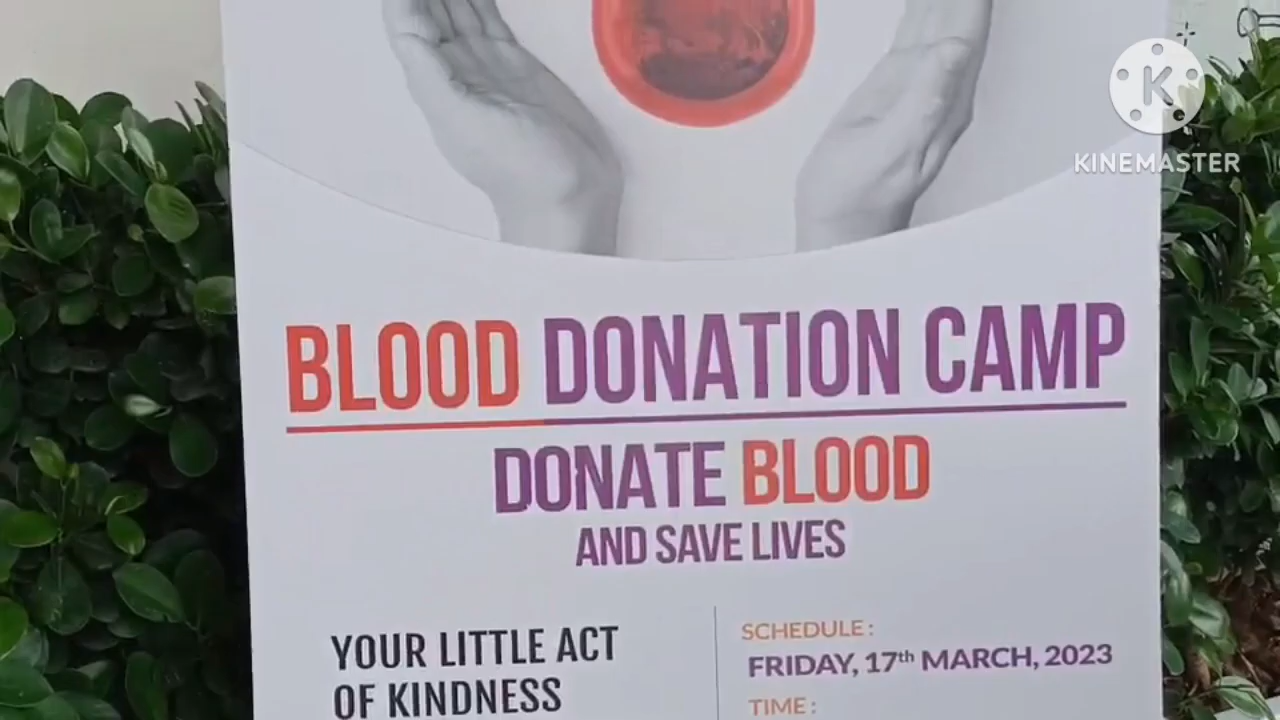 K
KINEMASTER
BLOOD DONATION CAMP
DONATE BLOOD
AND SAVE LIVES
YOUR LITTLE ACT
OF KINDNESS
SCHEDULE :
FRIDAY, 17th MARCH, 2023
TIME :